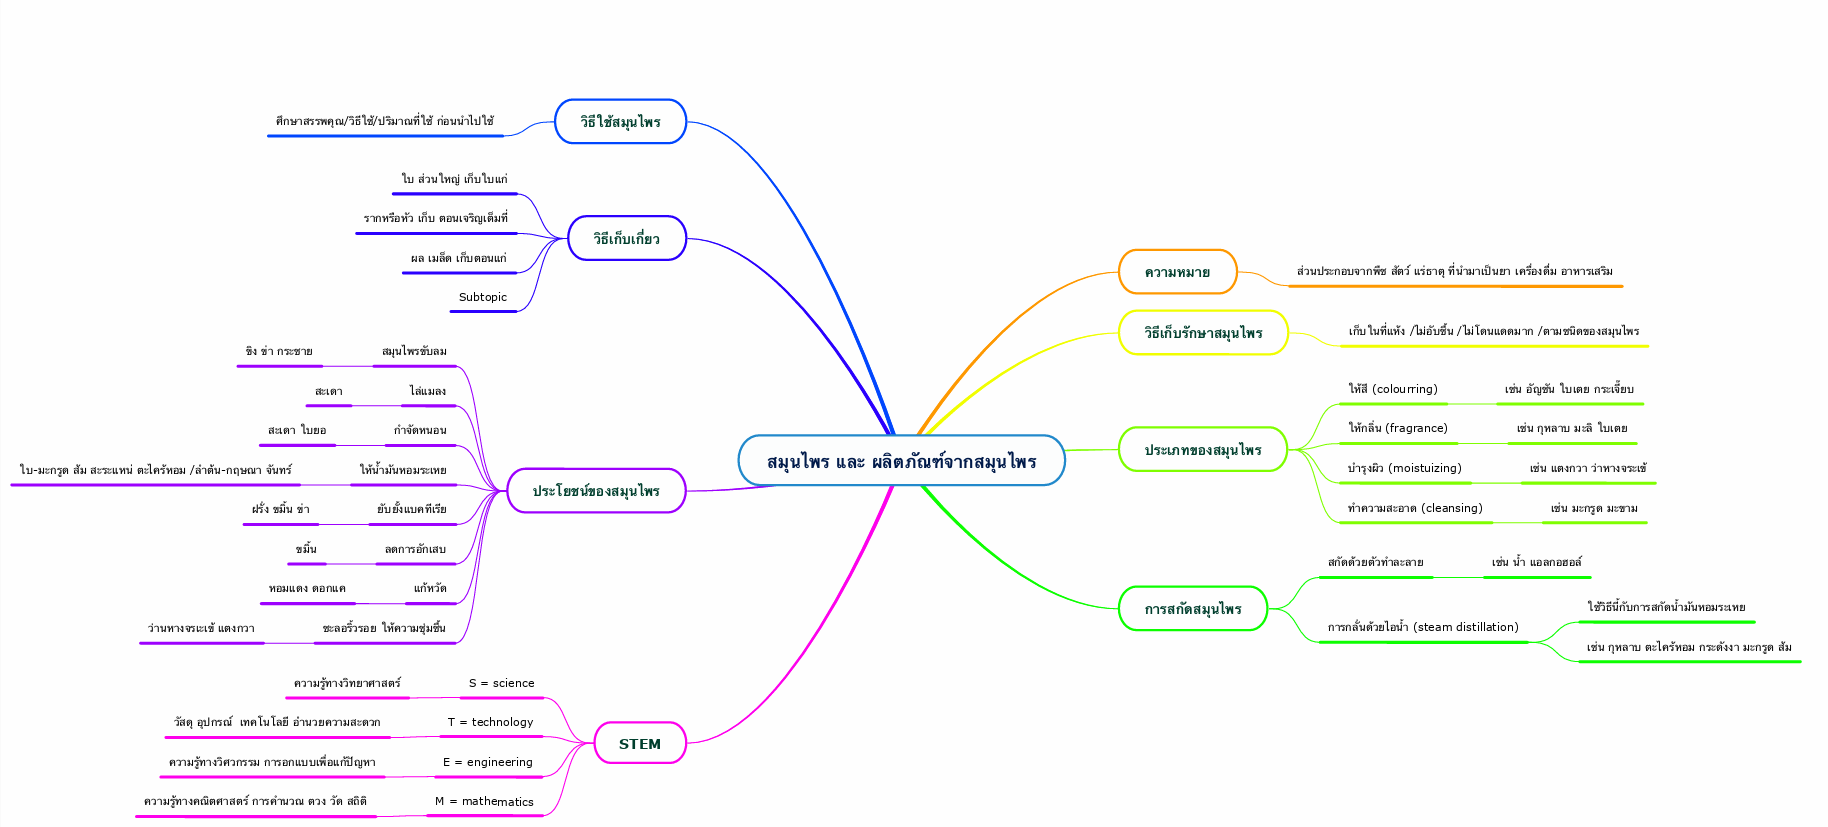 สมุนไพร และ ผลิตภัณฑ์จากสมุนไพร
ความหมาย
ส่วนประกอบจากพืช สัตว์ แร่ธาตุ ที่นำมาเป็นยา เครื่องดื่ม อาหารเสริม
วิธีเก็บรักษาสมุนไพร
เก็บในที่แห้ง /ไม่อับชื้น /ไม่โดนแดดมาก /ตามชนิดของสมุนไพร
ประเภทของสมุนไพร
ให้สี (colourring)
เช่น อัญชัน ใบเตย กระเจี๊ยบ
ให้กลิ่น (fragrance)
เช่น กุหลาบ มะลิ ใบเตย
บำรุงผิว (moistuizing)
เช่น แตงกวา ว่าหางจระเข้
ทำความสะอาด (cleansing)
เช่น มะกรูด มะขาม
การสกัดสมุนไพร
สกัดด้วยตัวทำละลาย
เช่น น้ำ แอลกอฮอล์
การกลั่นด้วยไอน้ำ (steam distillation)
ใช้วิธีนี้กับการสกัดน้ำมันหอมระเหย
เช่น กุหลาบ ตะไคร้หอม กระดังงา มะกรูด ส้ม
วิธีใช้สมุนไพร
ศึกษาสรรพคุณ/วิธีใช้/ปริมาณที่ใช้ ก่อนนำไปใช้
วิธีเก็บเกี่ยว
ใบ ส่วนใหญ่ เก็บใบแก่
รากหรือหัว เก็บ ตอนเจริญเต็มที่
ผล เมล็ด เก็บตอนแก่
Subtopic
ประโยชน์ของสมุนไพร
สมุนไพรขับลม
ขิง ข่า กระชาย
ไล่แมลง
สะเดา
กำจัดหนอน
สะเดา ใบยอ
ให้น้ำมันหอมระเหย
ใบ-มะกรูด ส้ม สะระแหน่ ตะไคร้หอม /ลำต้น-กฤษณา จันทร์
ยับยั้งแบคทีเรีย
ฝรั่ง ขมิ้น ข่า
ลดการอักเสบ
ขมิ้น
แก้หวัด
หอมแดง ดอกแค
ชะลอริ้วรอย ให้ความชุ่มชื้น
ว่านหางจระเข้ แตงกวา
STEM
S = science
ความรู้ทางวิทยาศาสตร์
T = technology
วัสดุ อุปกรณ์ เทคโนโลยี อำนวยความสะดวก
E = engineering
ความรู้ทางวิศวกรรม การอกแบบเพื่อแก้ปัญหา
M = mathematics
ความรู้ทางคณิตศาสตร์ การคำนวณ ตวง วัด สถิติ